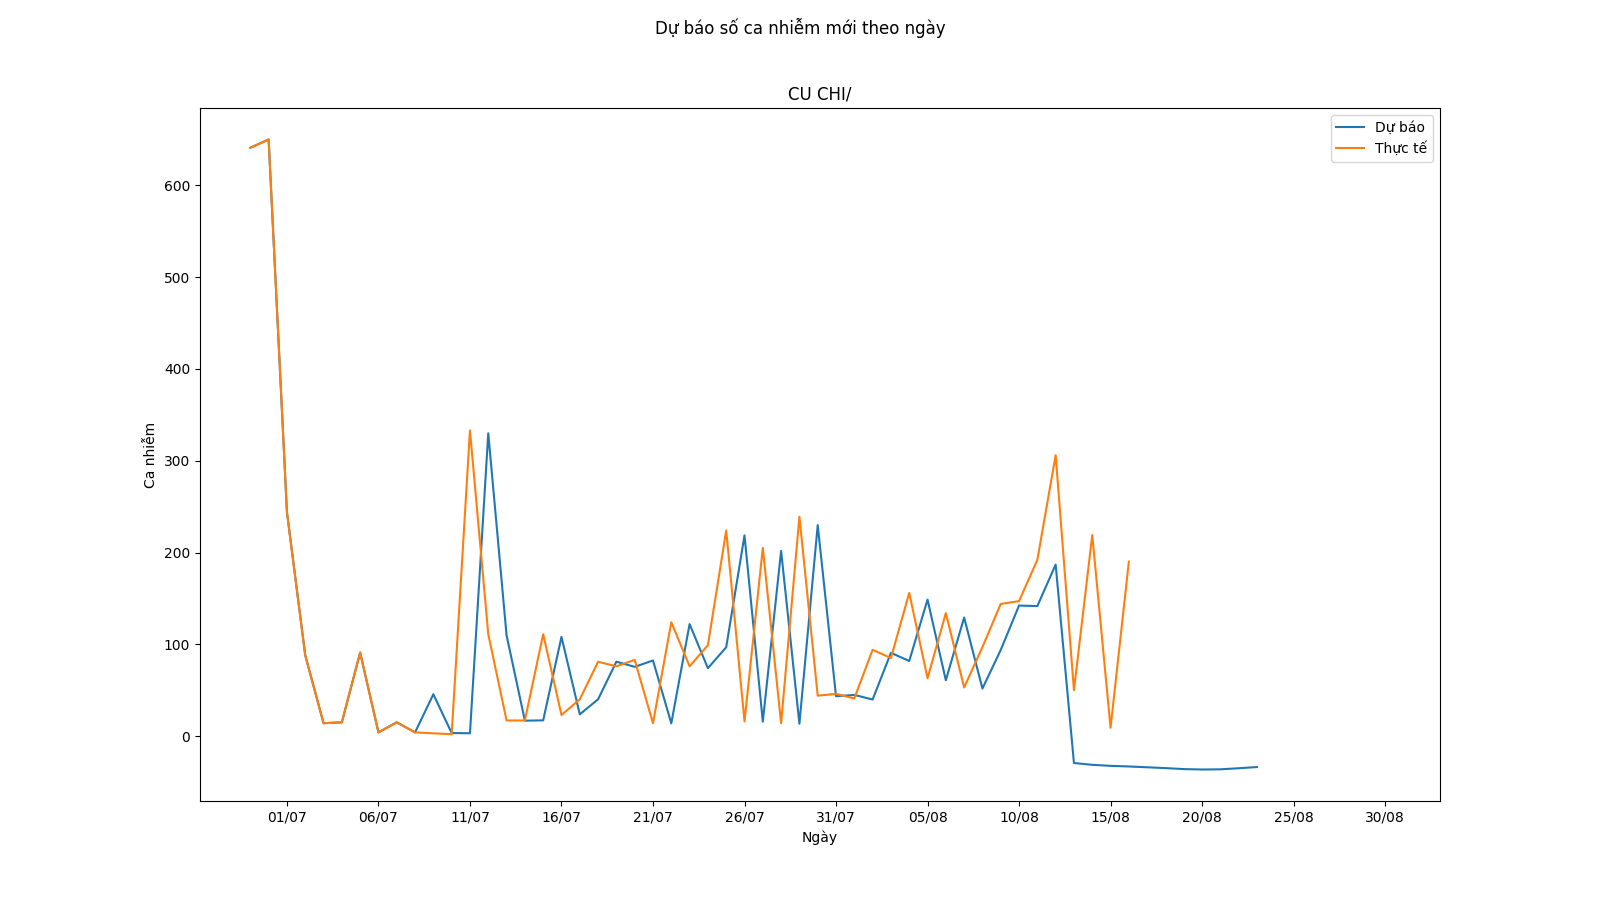 Dự báo số ca nhiễm mới theo ngày
CU CHI/
Dự báo
Thực tế
600
500
400
300
200
100
0
Ca nhiễm
01/07 06/07 11/07 16/07 21/07 26/07 31/07 05/08 10/08 15/08 20/08 25/08 30/08
Ngày